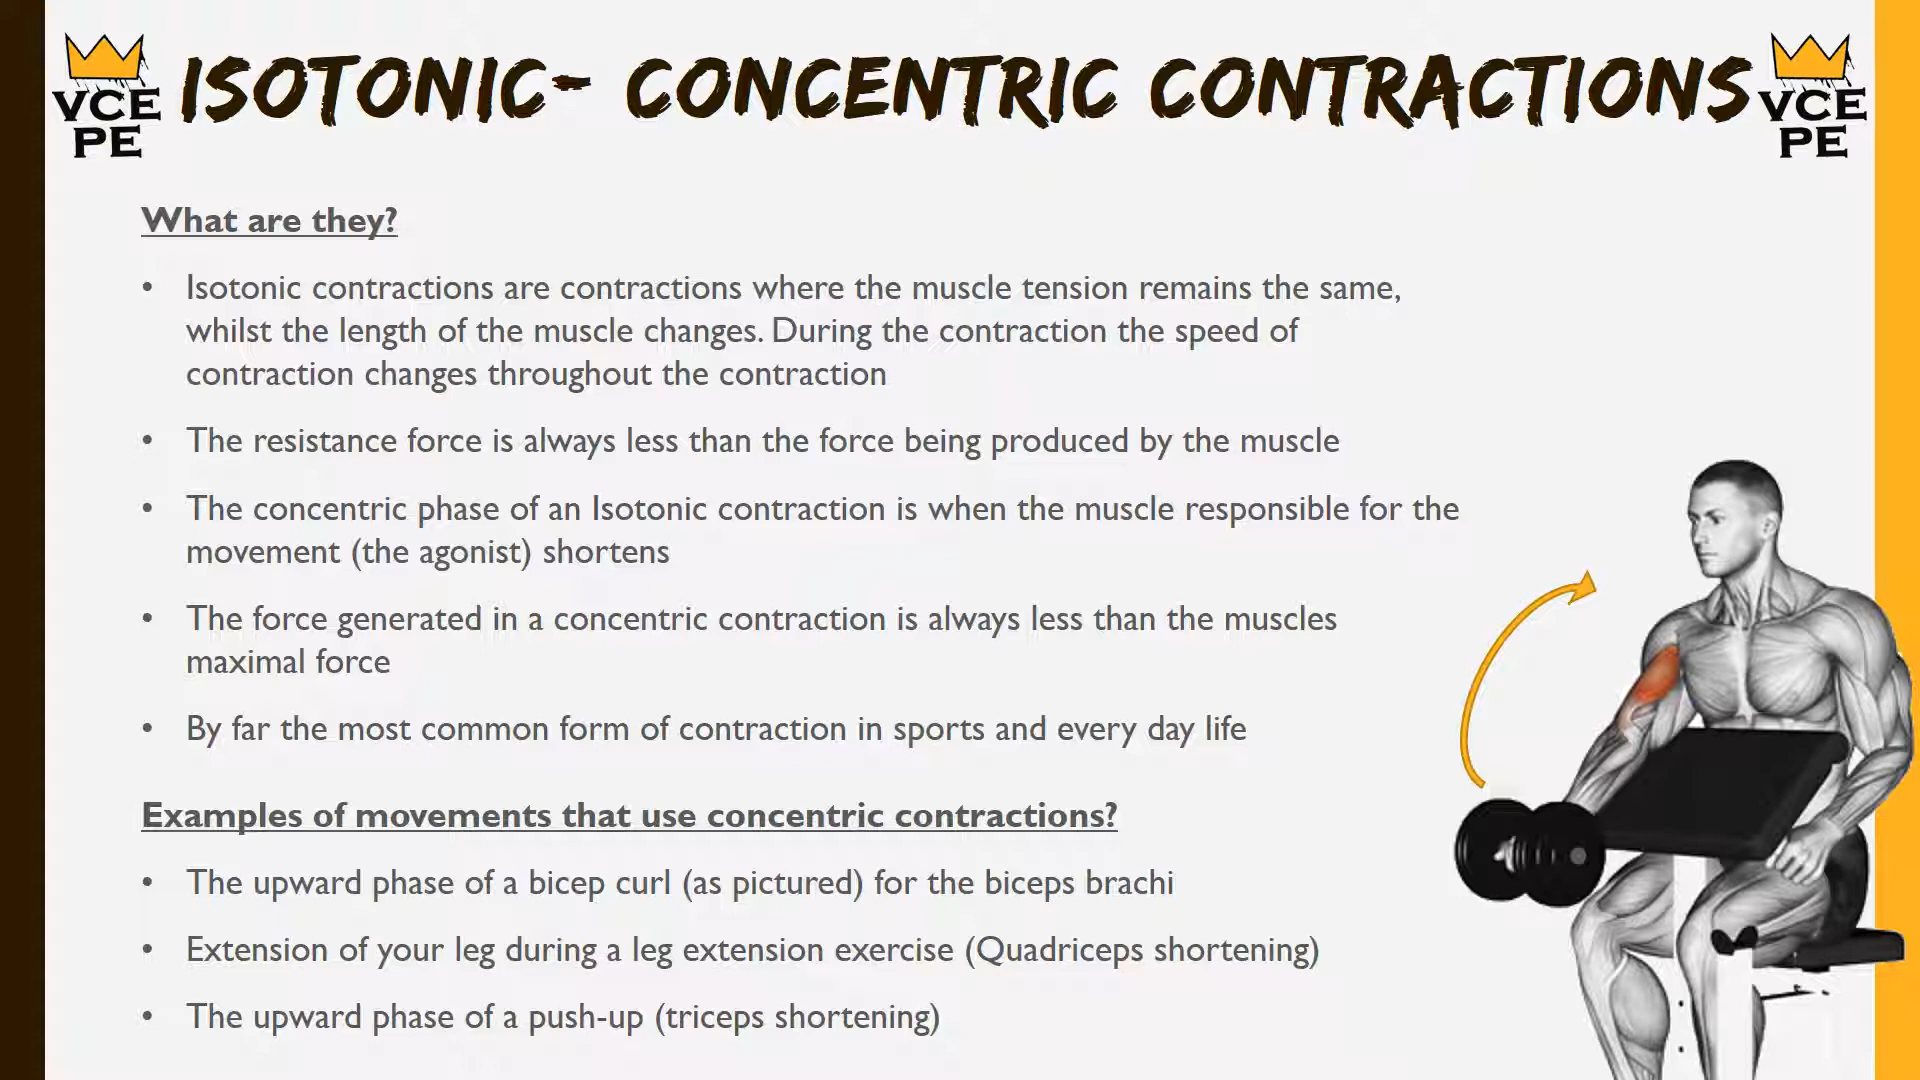 VCE
PE
ISOTONIC- CONCENTRIC CONTRACTIONS
VCE
PE
What are they?
• Isotonic contractions are contractions where the muscle tension remains the same,
whilst the length of the muscle changes. During the contraction the speed of
contraction changes throughout the contraction
• The resistance force is always less than the force being produced by the muscle
• The concentric phase of an Isotonic contraction is when the muscle responsible for the
movement (the agonist) shortens
• The force generated in a concentric contraction is always less than the muscles
maximal force
• By far the most common form of contraction in sports and every day life
Examples of movements that use concentric contractions?
• The upward phase of a bicep curl (as pictured) for the biceps brachi
• Extension of your leg during a leg extension exercise (Quadriceps shortening)
• The upward phase of a push-up (triceps shortening)